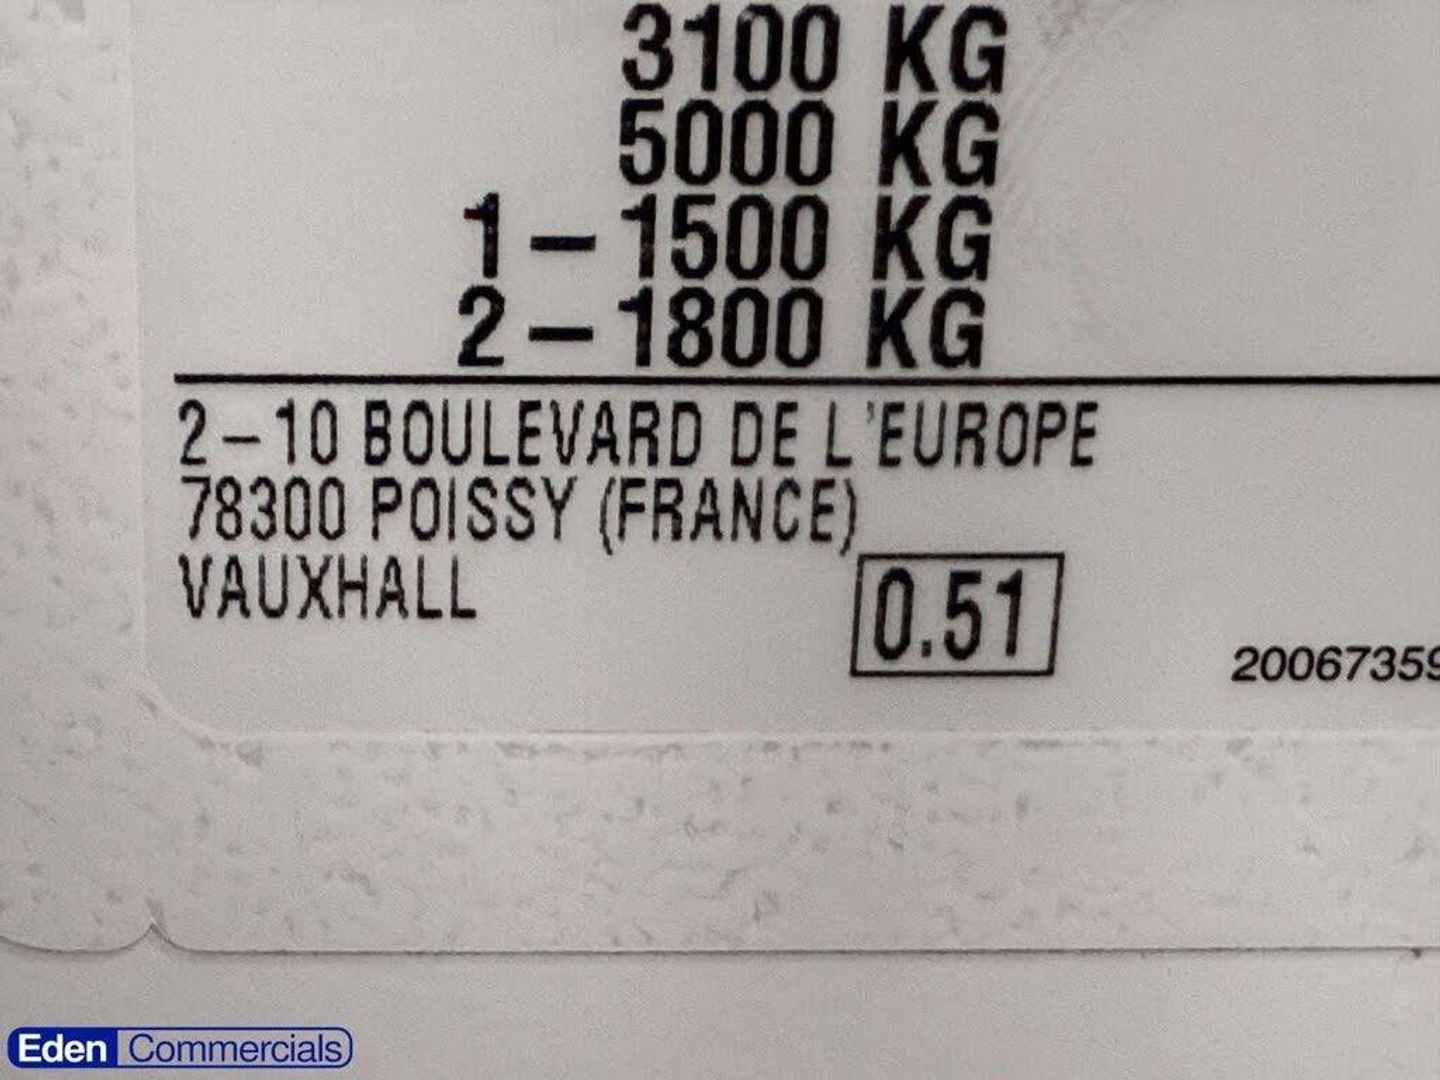 3100 KG
5000 KG
1 - 1500 KG
2 - 1800 KG
2-10 BOULEVARD DE L'EUROPE
78300 POISSY (FRANCE)
VAUXHALL
0.51
20067359
Eden Commercials